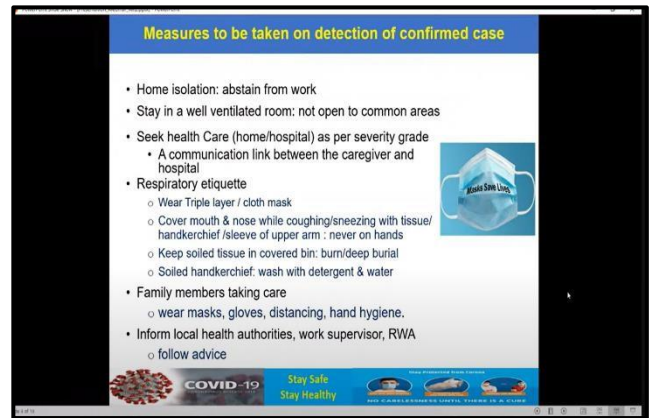 Measures to be taken on detection of confirmed case
• Home isolation: abstain from work
• Stay in a well ventilated room: not open to common areas
• Seek health Care (home/hospital) as per severity grade
• A communication link between the caregiver and
hospital
• Respiratory etiquette
o Wear Triple layer / cloth mask
o Cover mouth & nose while coughing/sneezing with tissue/
handkerchief /sleeve of upper arm : never on hands
o Keep soiled tissue in covered bin: burn/deep burial
o Soiled handkerchief: wash with detergent & water
Masks Save Lives
• Family members taking care
o wear masks, gloves, distancing, hand hygiene.
• Inform local health authorities, work supervisor, RWA
o follow advice
COVID-19
Stay Safe
Stay Healthy
NO CARELESSNESS UNTIL THERE IS A CURE